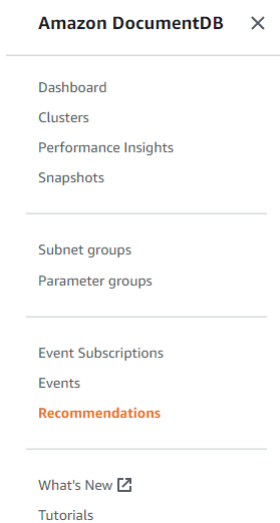 Amazon DocumentDB
Dashboard
Clusters
Performance Insights
Snapshots
Subnet groups
Parameter groups
Event Subscriptions
Events
Recommendations
What's New
Tutorials